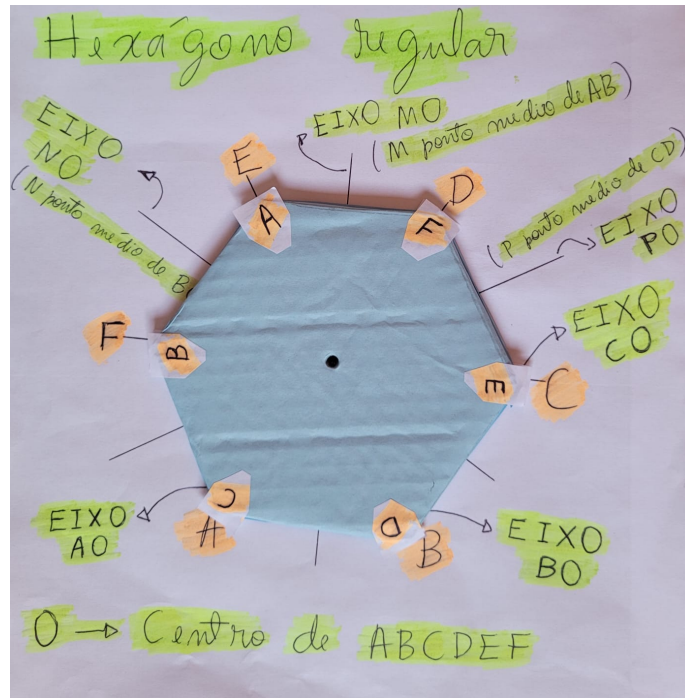 Hexágono regular
EIXO MO
(M ponto médio de AB)
EIXO
NO
(N ponto médio de B
E
A
D
F
(P ponto médio de CD)
EIXO
PO
EIXO
CO
F
B
E
C
C
A
D
B
EIXO
AO
EIXO
BO
O → Centro de ABCDEF